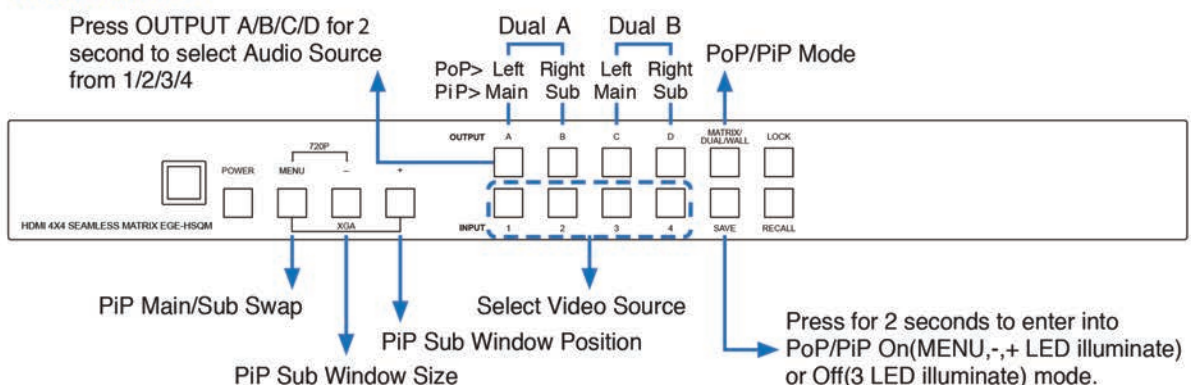 Press OUTPUT A/B/C/D for 2
second to select Audio Source
from 1/2/3/4
Dual A Dual B
PoP> Left Right Left Right
PiP> Main Sub Main Sub
PoP/PiP Mode
OUTPUT A B C D MATRIX/
DUAL/WALL LOCK
720P
POWER MENU – +
HDMI 4X4 SEAMLESS MATRIX EGE-HSQM
XGA
INPUT 1 2 3 4 SAVE RECALL
PiP Main/Sub Swap
Select Video Source
PiP Sub Window Position
PiP Sub Window Size
Press for 2 seconds to enter into
PoP/PiP On(MENU,-,+ LED illuminate)
or Off(3 LED illuminate) mode.